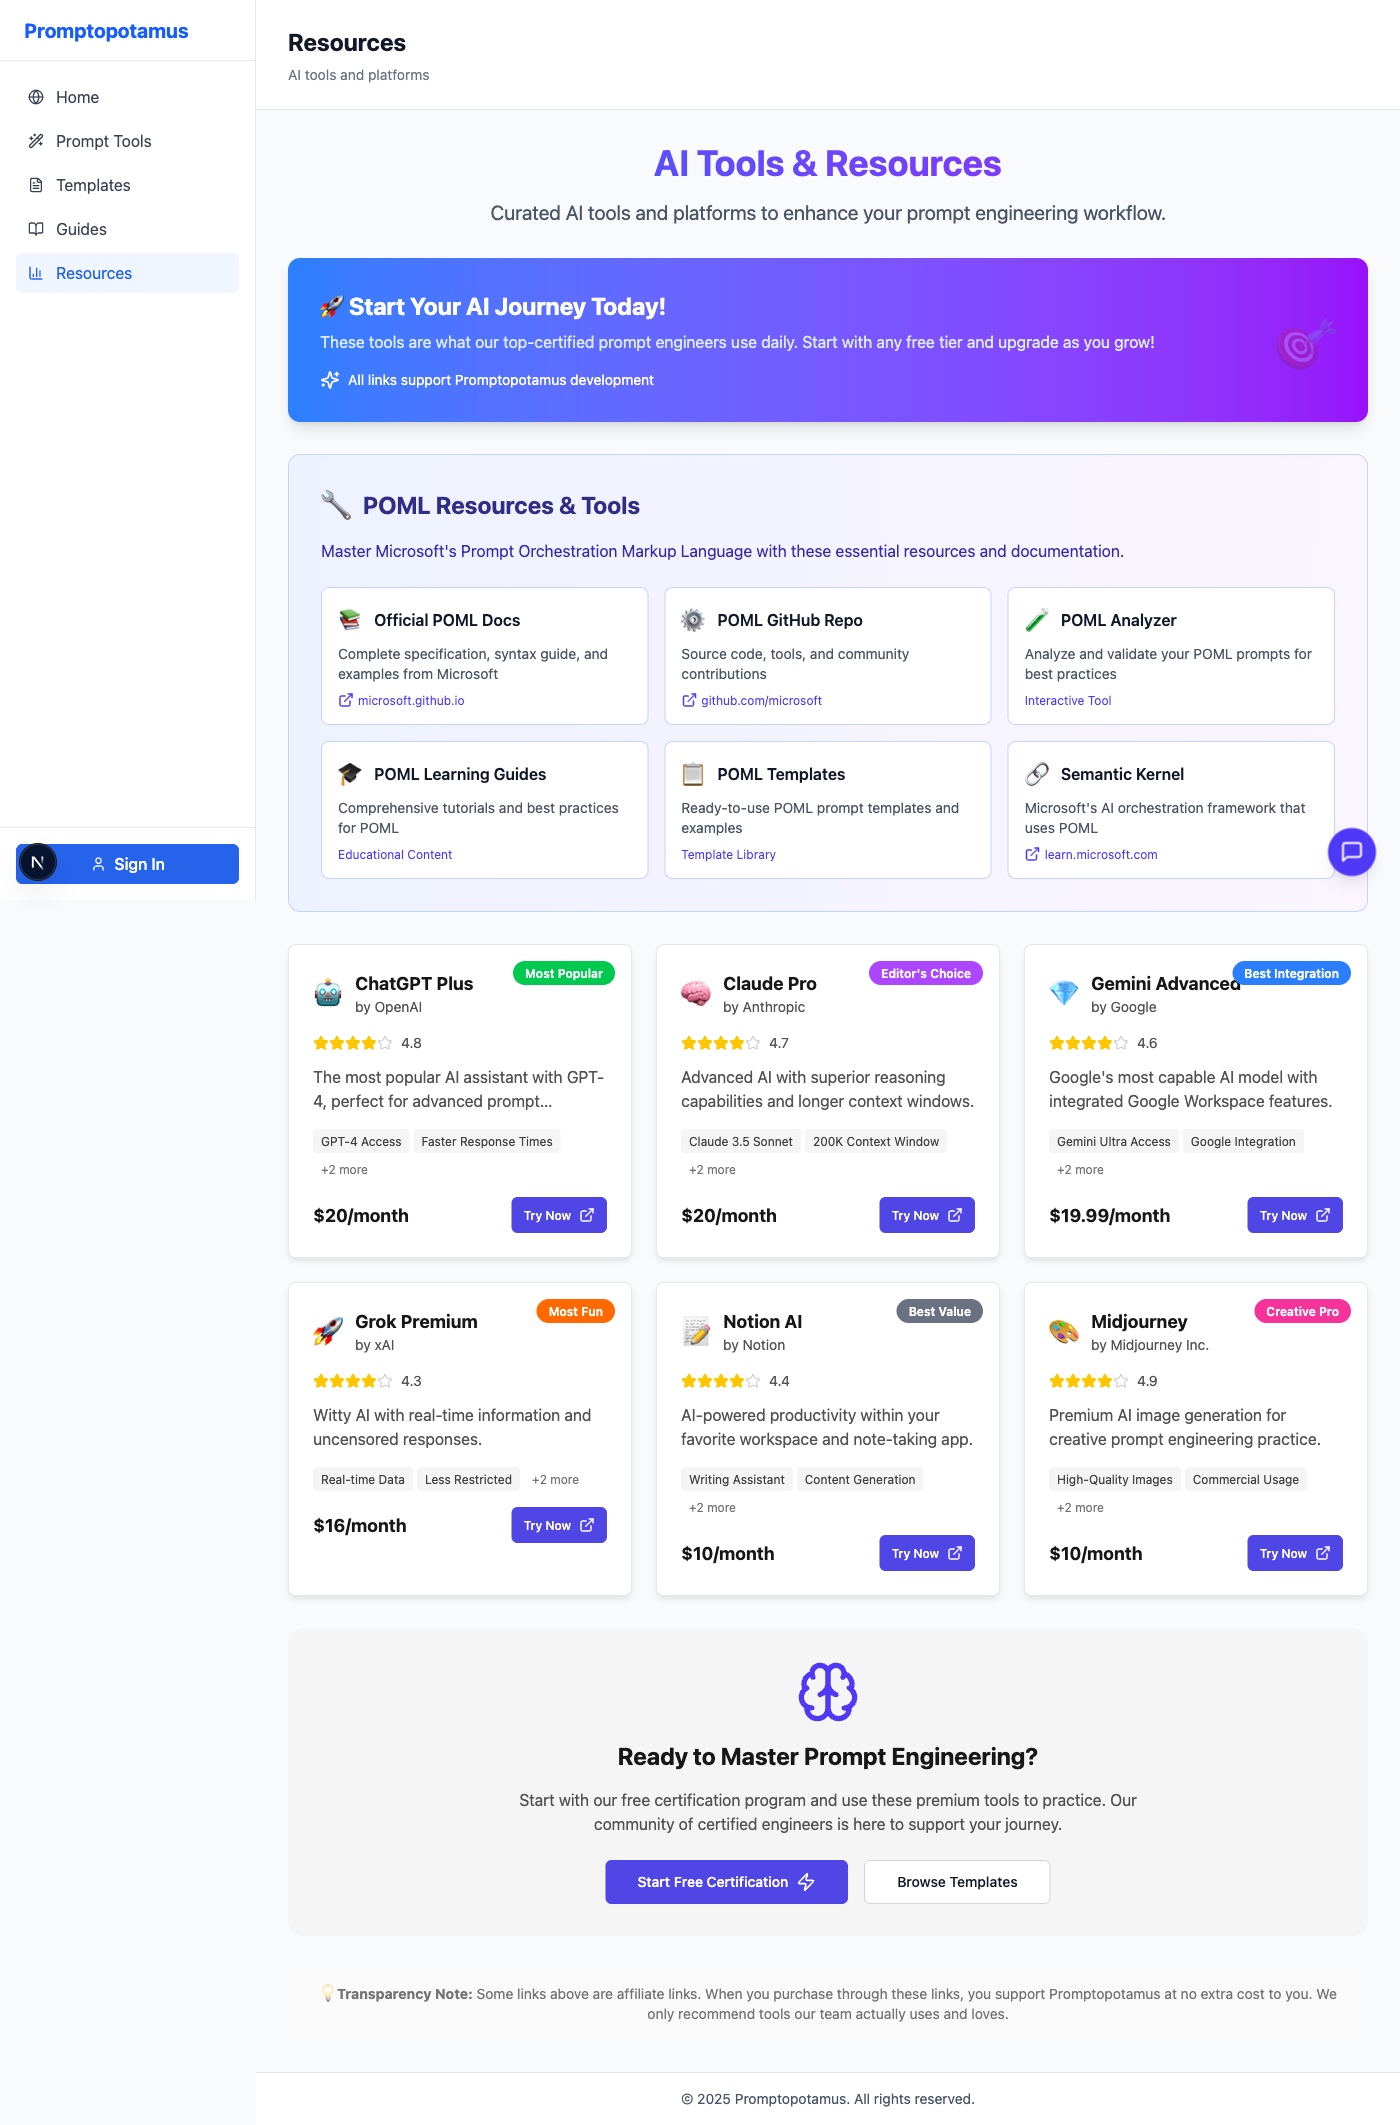 Promptopotamus
Home
Prompt Tools
Templates
Guides
Resources
N
Sign In
Resources
AI tools and platforms
AI Tools & Resources
Curated AI tools and platforms to enhance your prompt engineering workflow.
🚀 Start Your AI Journey Today!
These tools are what our top-certified prompt engineers use daily. Start with any free tier and upgrade as you grow!
All links support Promptopotamus development
POML Resources & Tools
Master Microsoft's Prompt Orchestration Markup Language with these essential resources and documentation.
Official POML Docs
Complete specification, syntax guide, and
examples from Microsoft
microsoft.github.io
POML GitHub Repo
Source code, tools, and community
contributions
github.com/microsoft
POML Analyzer
Analyze and validate your POML prompts for
best practices
Interactive Tool
POML Learning Guides
Comprehensive tutorials and best practices
for POML
Educational Content
POML Templates
Ready-to-use POML prompt templates and
examples
Template Library
Semantic Kernel
Microsoft's AI orchestration framework that
uses POML
learn.microsoft.com
Most Popular
ChatGPT Plus
by OpenAI
4.8
The most popular AI assistant with GPT-
4, perfect for advanced prompt...
GPT-4 Access
Faster Response Times
+2 more
$20/month
Try Now
Editor's Choice
Claude Pro
by Anthropic
4.7
Advanced AI with superior reasoning
capabilities and longer context windows.
Claude 3.5 Sonnet
200K Context Window
+2 more
$20/month
Try Now
Best Integration
Gemini Advanced
by Google
4.6
Google's most capable AI model with
integrated Google Workspace features.
Gemini Ultra Access
Google Integration
+2 more
$19.99/month
Try Now
Most Fun
Grok Premium
by xAI
4.3
Witty AI with real-time information and
uncensored responses.
Real-time Data
Less Restricted
+2 more
$16/month
Try Now
Best Value
Notion AI
by Notion
4.4
AI-powered productivity within your
favorite workspace and note-taking app.
Writing Assistant
Content Generation
+2 more
$10/month
Try Now
Creative Pro
Midjourney
by Midjourney Inc.
4.9
Premium AI image generation for
creative prompt engineering practice.
High-Quality Images
Commercial Usage
+2 more
$10/month
Try Now
Ready to Master Prompt Engineering?
Start with our free certification program and use these premium tools to practice. Our
community of certified engineers is here to support your journey.
Start Free Certification
Browse Templates
💡Transparency Note: Some links above are affiliate links. When you purchase through these links, you support Promptopotamus at no extra cost to you. We
only recommend tools our team actually uses and loves.
© 2025 Promptopotamus. All rights reserved.